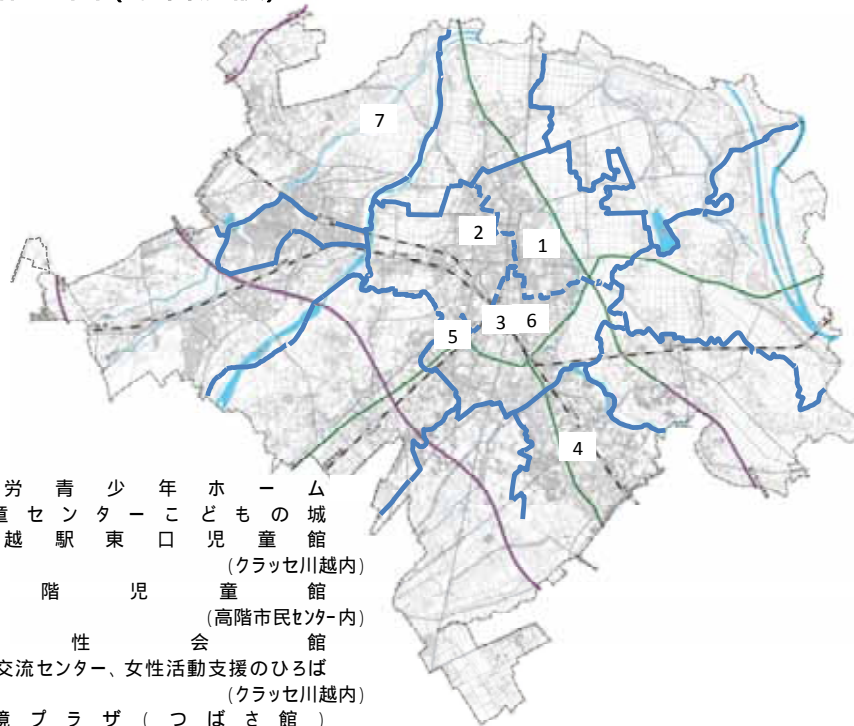 7
2
1
3
6
5
4
労青少年ホーム
童センターこどもの城
越駅東口児童館
(クラッセ川越内)
階児童館
(高階市民センター内)
性会館
交流センター、女性活動支援のひろば
(クラッセ川越内)
境プラザ(つばさ館)